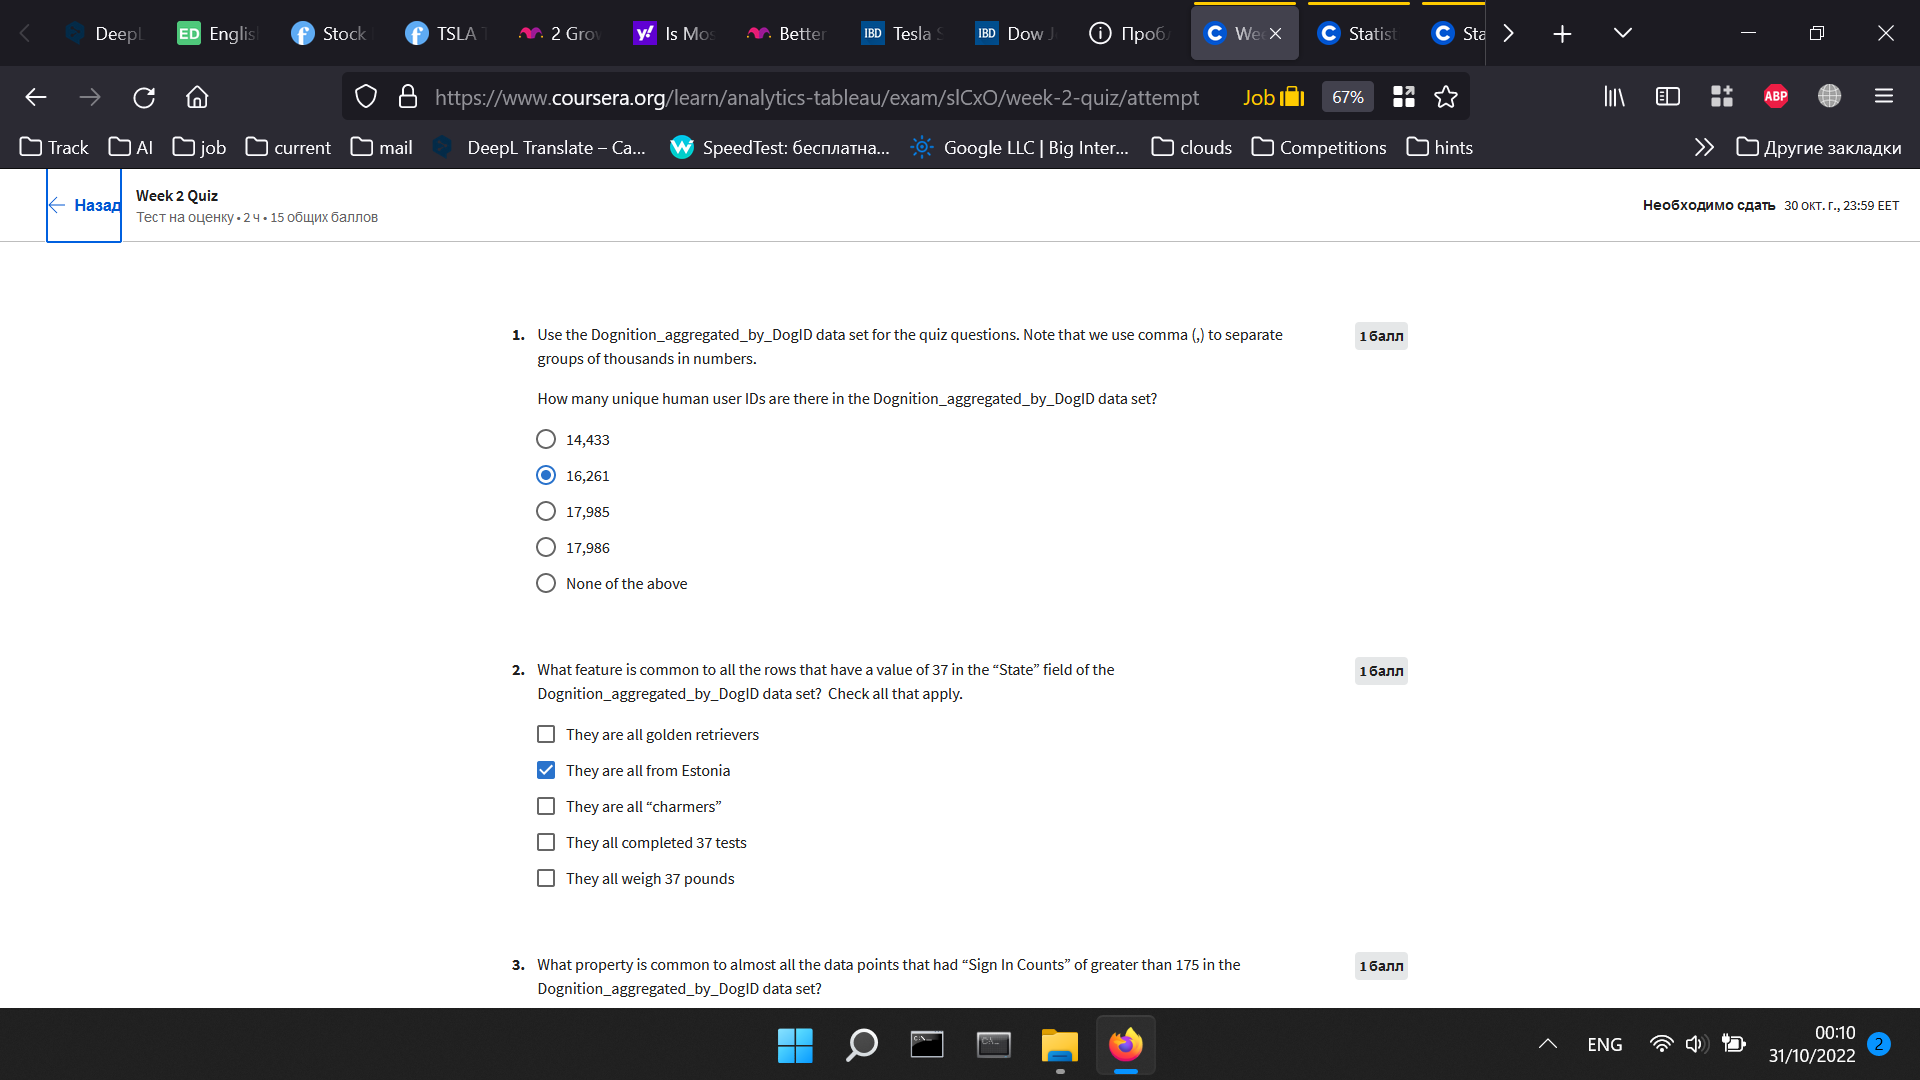 DeepL
ED Englis
Stock
TSLA T
2 Grow
y! Is Mos
Better
IBD Tesla S
IBD Dow J
Пробл
C Wee
C Statist
C Sta
https://www.coursera.org/learn/analytics-tableau/exam/slCxO/week-2-quiz/attempt
Job
67%
ABP
Track
AI
job
current
mail
DeepL Translate – Ca...
SpeedTest: бесплатна...
Google LLC | Big Inter...
clouds
Competitions
hints
Другие закладки
Назад
Week 2 Quiz
Тест на оценку • 2 ч • 15 общих баллов
Необходимо сдать 30 окт. г., 23:59 EET
1. Use the Dognition_aggregated_by_DogID data set for the quiz questions. Note that we use comma (,) to separate
groups of thousands in numbers.
1 балл
How many unique human user IDs are there in the Dognition_aggregated_by_DogID data set?
14,433
16,261
17,985
17,986
None of the above
2. What feature is common to all the rows that have a value of 37 in the “State” field of the
Dognition_aggregated_by_DogID data set? Check all that apply.
1 балл
They are all golden retrievers
They are all from Estonia
They are all “charmers”
They all completed 37 tests
They all weigh 37 pounds
3. What property is common to almost all the data points that had “Sign In Counts” of greater than 175 in the
Dognition_aggregated_by_DogID data set?
1 балл
ENG
00:10
31/10/2022
2